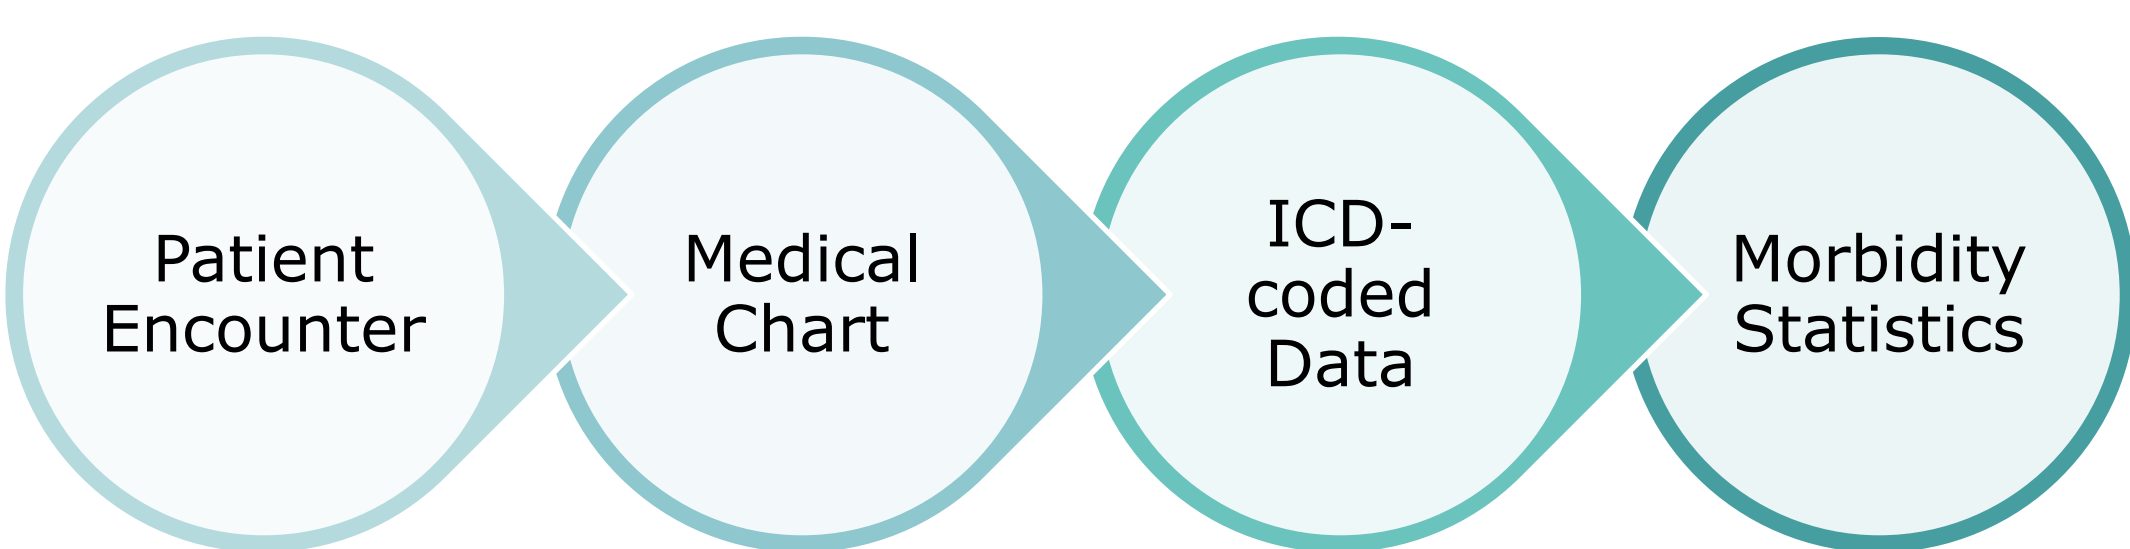 Patient
Encounter
Medical
Chart
ICD-
coded
Data
Morbidity
Statistics